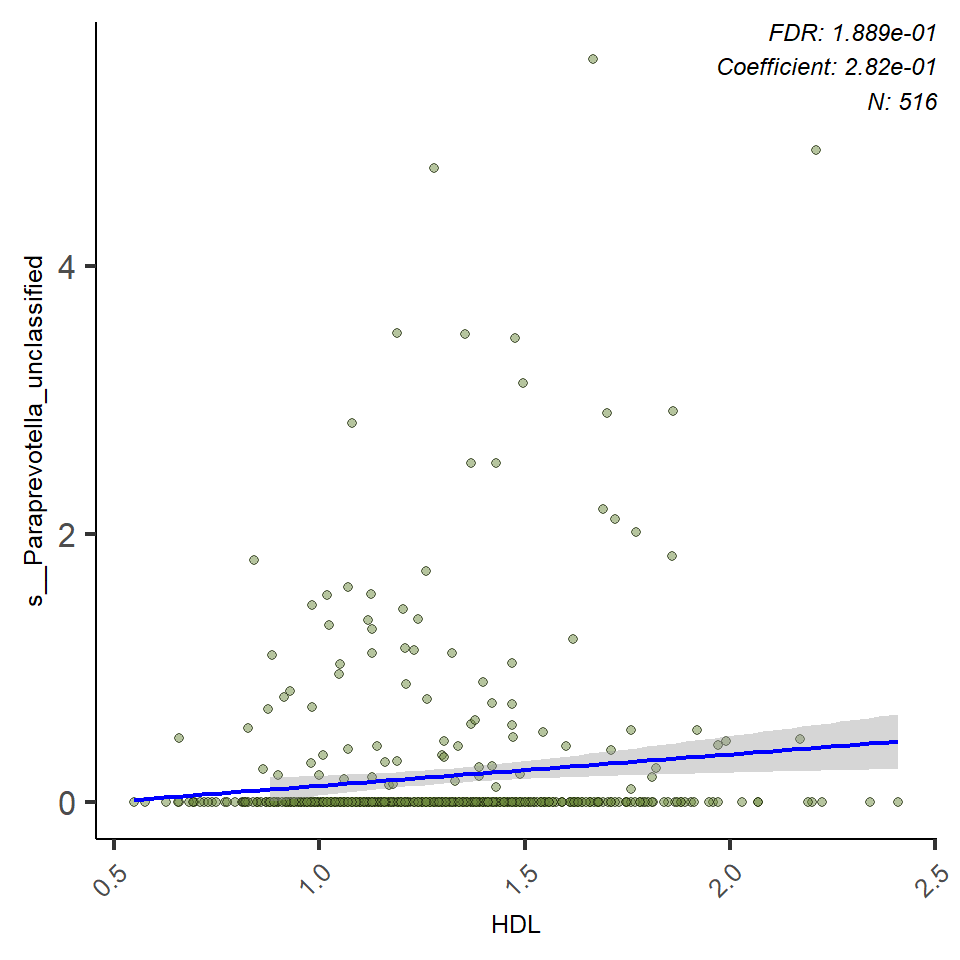 FDR: 1.889e-01
Coefficient: 2.82e-01
N: 516
s__Paraprevotella_unclassified
4
2
0
0.5
1.0
1.5
2.0
2.5
HDL